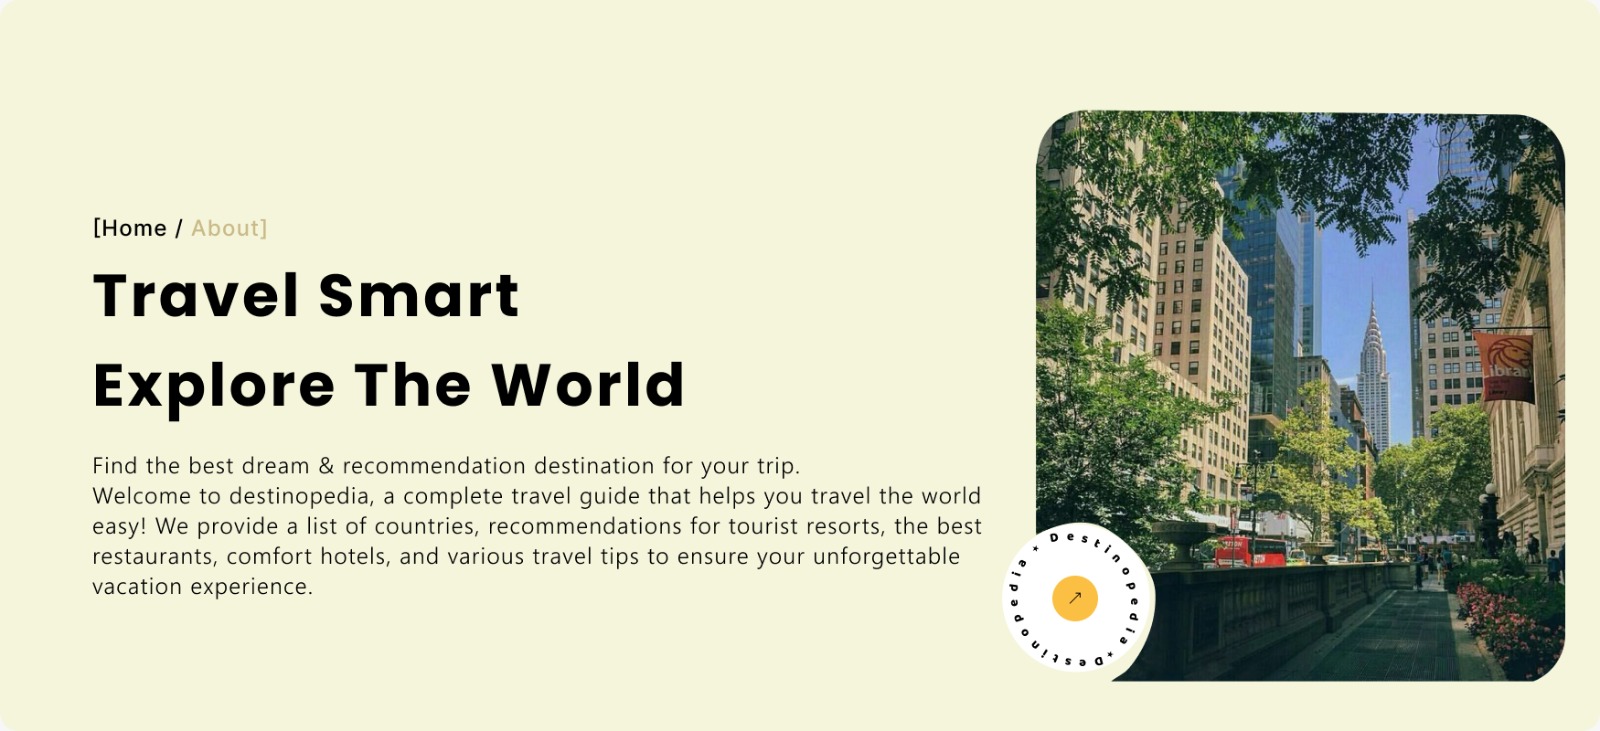 [Home / About]
Travel Smart
Explore The World
Find the best dream & recommendation destination for your trip.
Welcome to destinopedia, a complete travel guide that helps you travel the world
easy! We provide a list of countries, recommendations for tourist resorts, the best
restaurants, comfort hotels, and various travel tips to ensure your unforgettable
vacation experience.
Library
Destinopedia * Destinopedia *